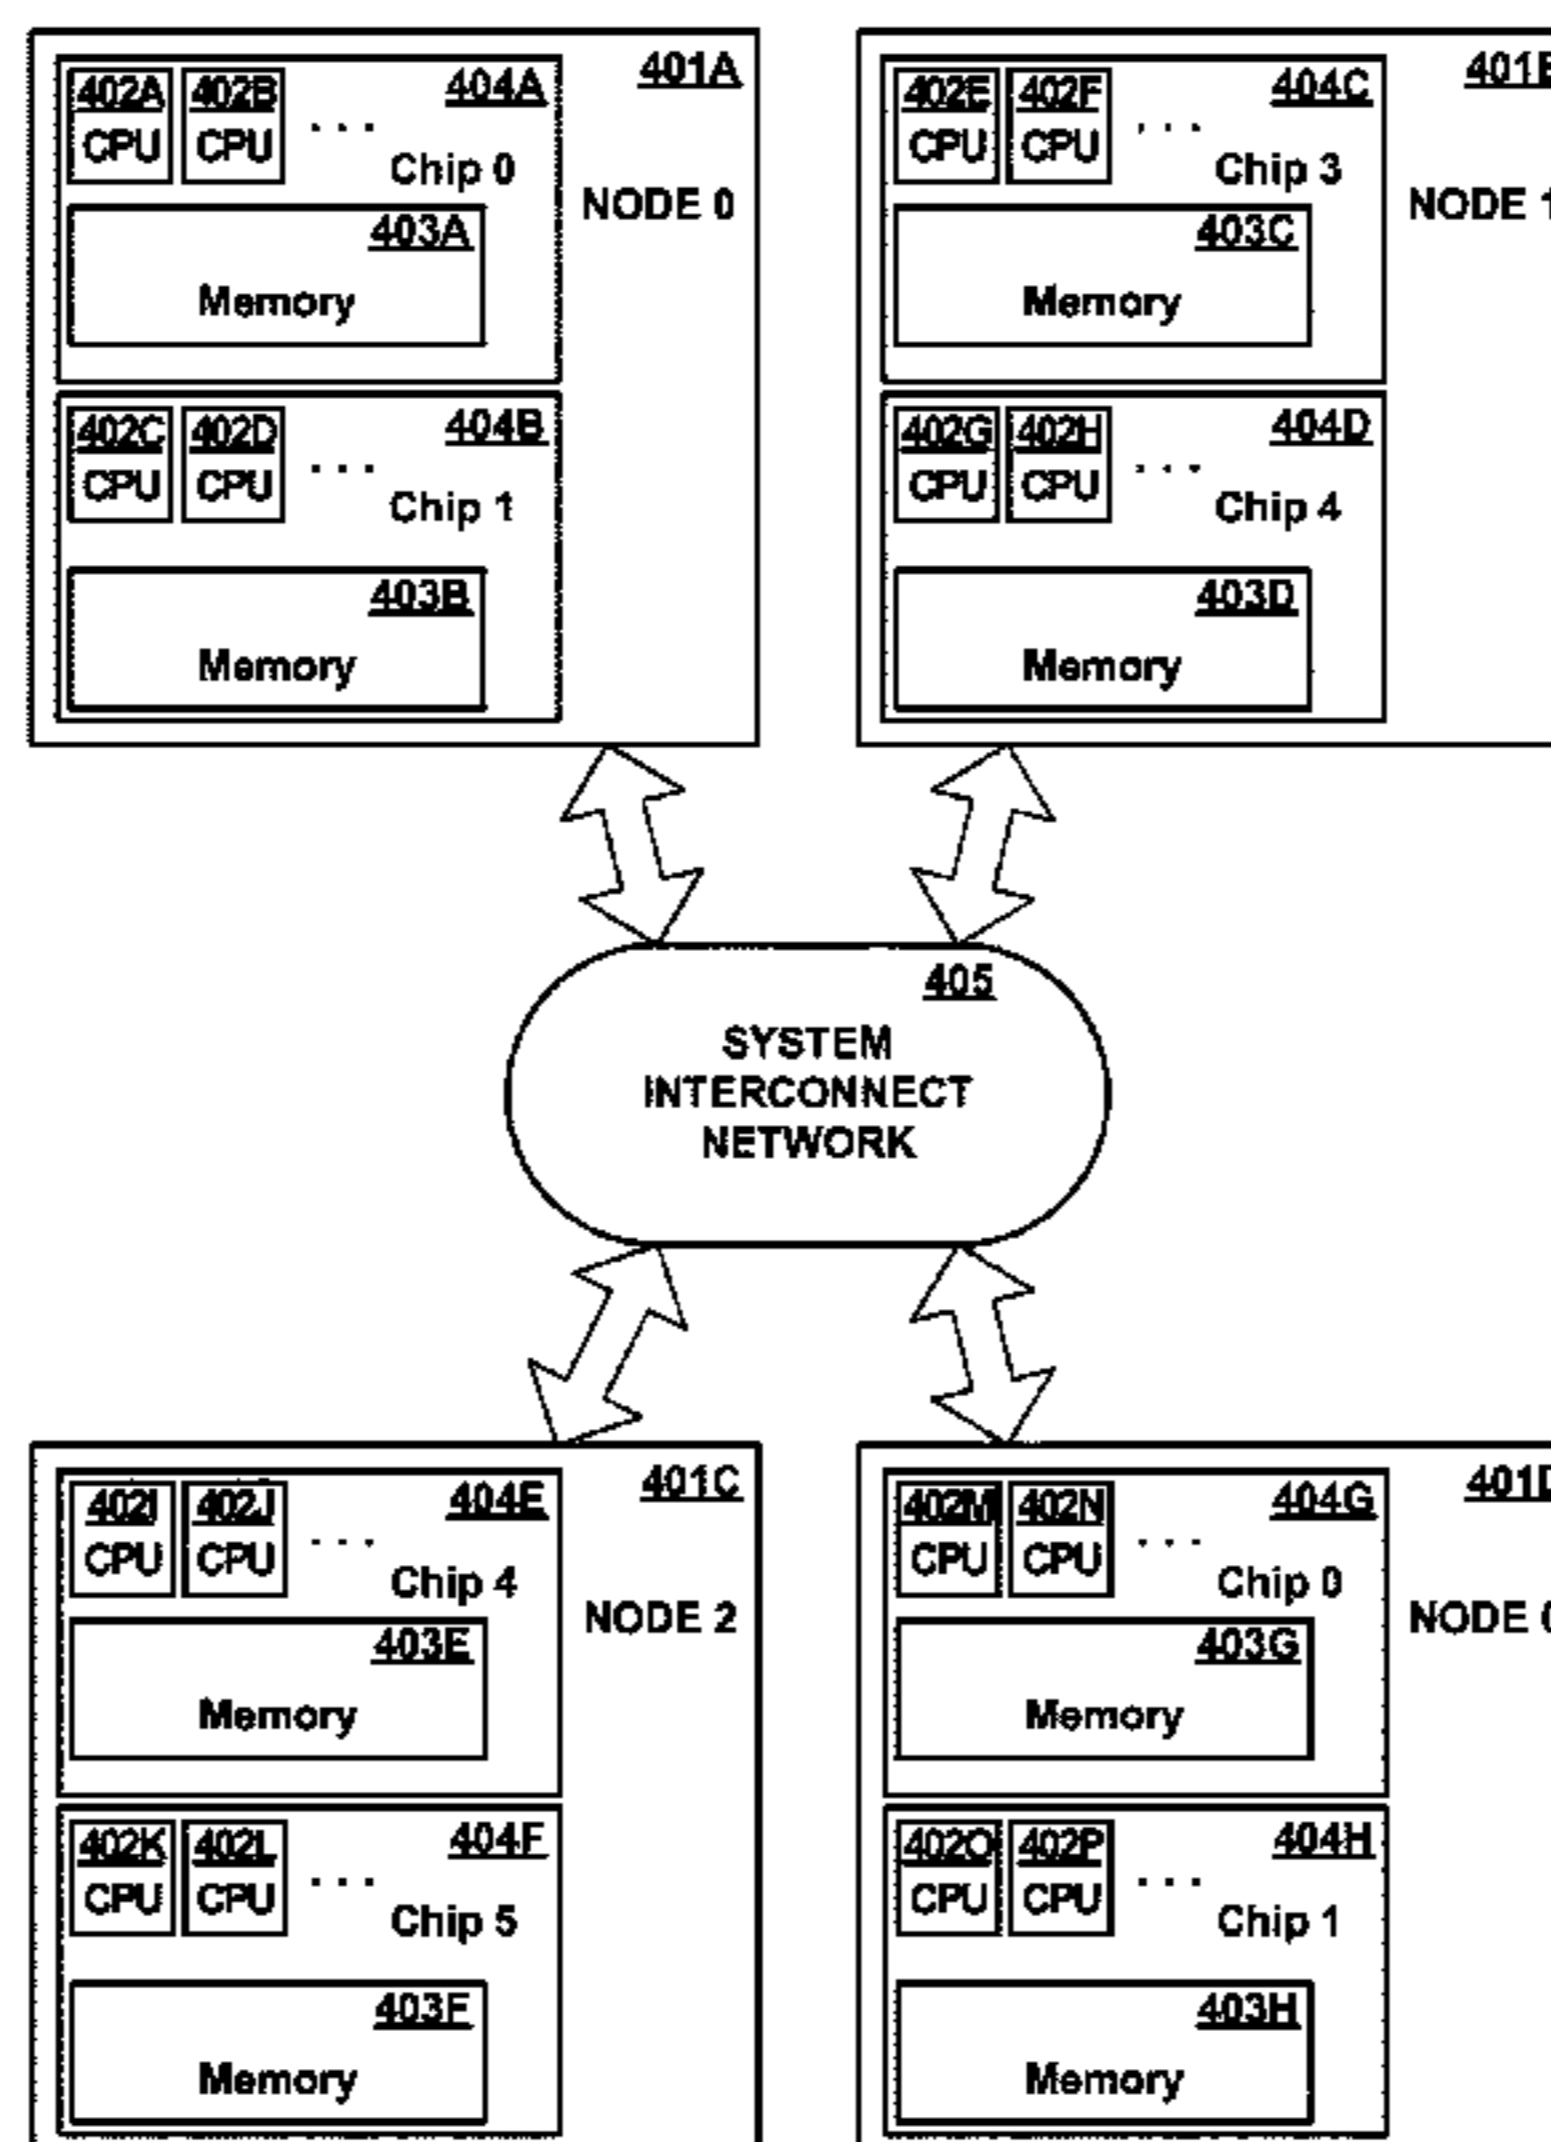 402A 402B 404A 401A
CPU CPU ... Chip 0
NODE 0
403A
Memory
402C 402D 404B
CPU CPU ... Chip 1
403B
Memory
402E 402F 404C
CPU CPU ... Chip 3
NODE 1
403C
Memory
402G 402H 404D
CPU CPU ... Chip 4
403D
Memory
405
SYSTEM
INTERCONNECT
NETWORK
402I 402J 404E 401C
CPU CPU ... Chip 4
NODE 2
403E
Memory
402K 402L 404F
CPU CPU ... Chip 5
403F
Memory
402M 402N 404G
CPU CPU ... Chip 0
NODE
403G
Memory
402O 402P 404H
CPU CPU ... Chip 1
403H
Memory